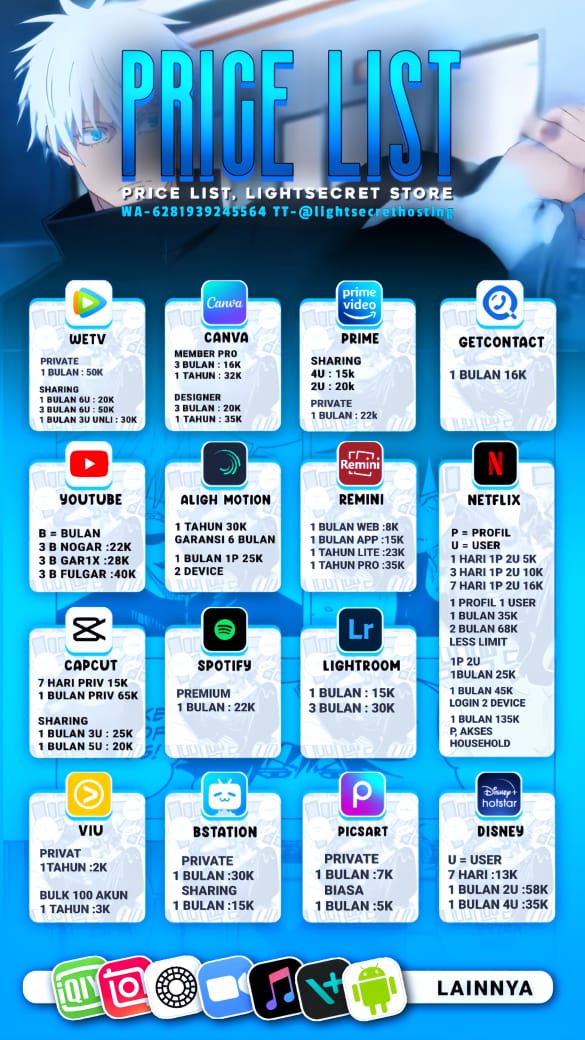 PRICE LIST
PRICE LIST, LIGHTSECRET STORE
WA-6281939245564 TT-@lightsecrethosting
WETV
PRIVATE
1 BULAN : 50K
SHARING
1 BULAN 6U : 20K
3 BULAN 6U : 50K
1 BULAN 3U UNLI : 30K
Canva
CANVA
MEMBER PRO
3 BULAN : 16K
1 TAHUN : 32K
DESIGNER
3 BULAN : 20K
1 TAHUN : 35K
prime
video
PRIME
SHARING
4U : 15k
2U : 20k
PRIVATE
1 BULAN : 22k
GETCONTACT
1 BULAN 16K
YOUTUBE
B = BULAN
3 B NOGAR :22K
3 B GAR1X :28K
3 B FULGAR :40K
ALIGH MOTION
1 TAHUN 30K
GARANSI 6 BULAN
1 BULAN 1P 25K
2 DEVICE
Remini
REMINI
1 BULAN WEB :8K
1 BULAN APP :15K
1 TAHUN LITE :23K
1 TAHUN PRO :35K
N
NETFLIX
P = PROFIL
U = USER
1 HARI 1P 2U 5K
3 HARI 1P 2U 10K
7 HARI 1P 2U 16K
1 PROFIL 1 USER
1 BULAN 35K
2 BULAN 68K
LESS LIMIT
1P 2U
1BULAN 25K
1 BULAN 45K
LOGIN 2 DEVICE
1 BULAN 135K
P, AKSES
HOUSEHOLD
CAPCUT
7 HARI PRIV 15K
1 BULAN PRIV 65K
SHARING
1 BULAN 3U : 25K
1 BULAN 5U : 20K
SPOTIFY
PREMIUM
1 BULAN : 22K
Lr
LIGHTROOM
1 BULAN : 15K
3 BULAN : 30K
VIU
PRIVAT
1TAHUN :2K
BULK 100 AKUN
1 TAHUN :3K
BSTATION
PRIVATE
1 BULAN :30K
SHARING
1 BULAN :15K
P
PICSART
PRIVATE
1 BULAN :7K
BIASA
1 BULAN :5K
Disney+
hotstar
DISNEY
U = USER
7 HARI :13K
1 BULAN 2U :58K
1 BULAN 4U :35K
LAINNYA